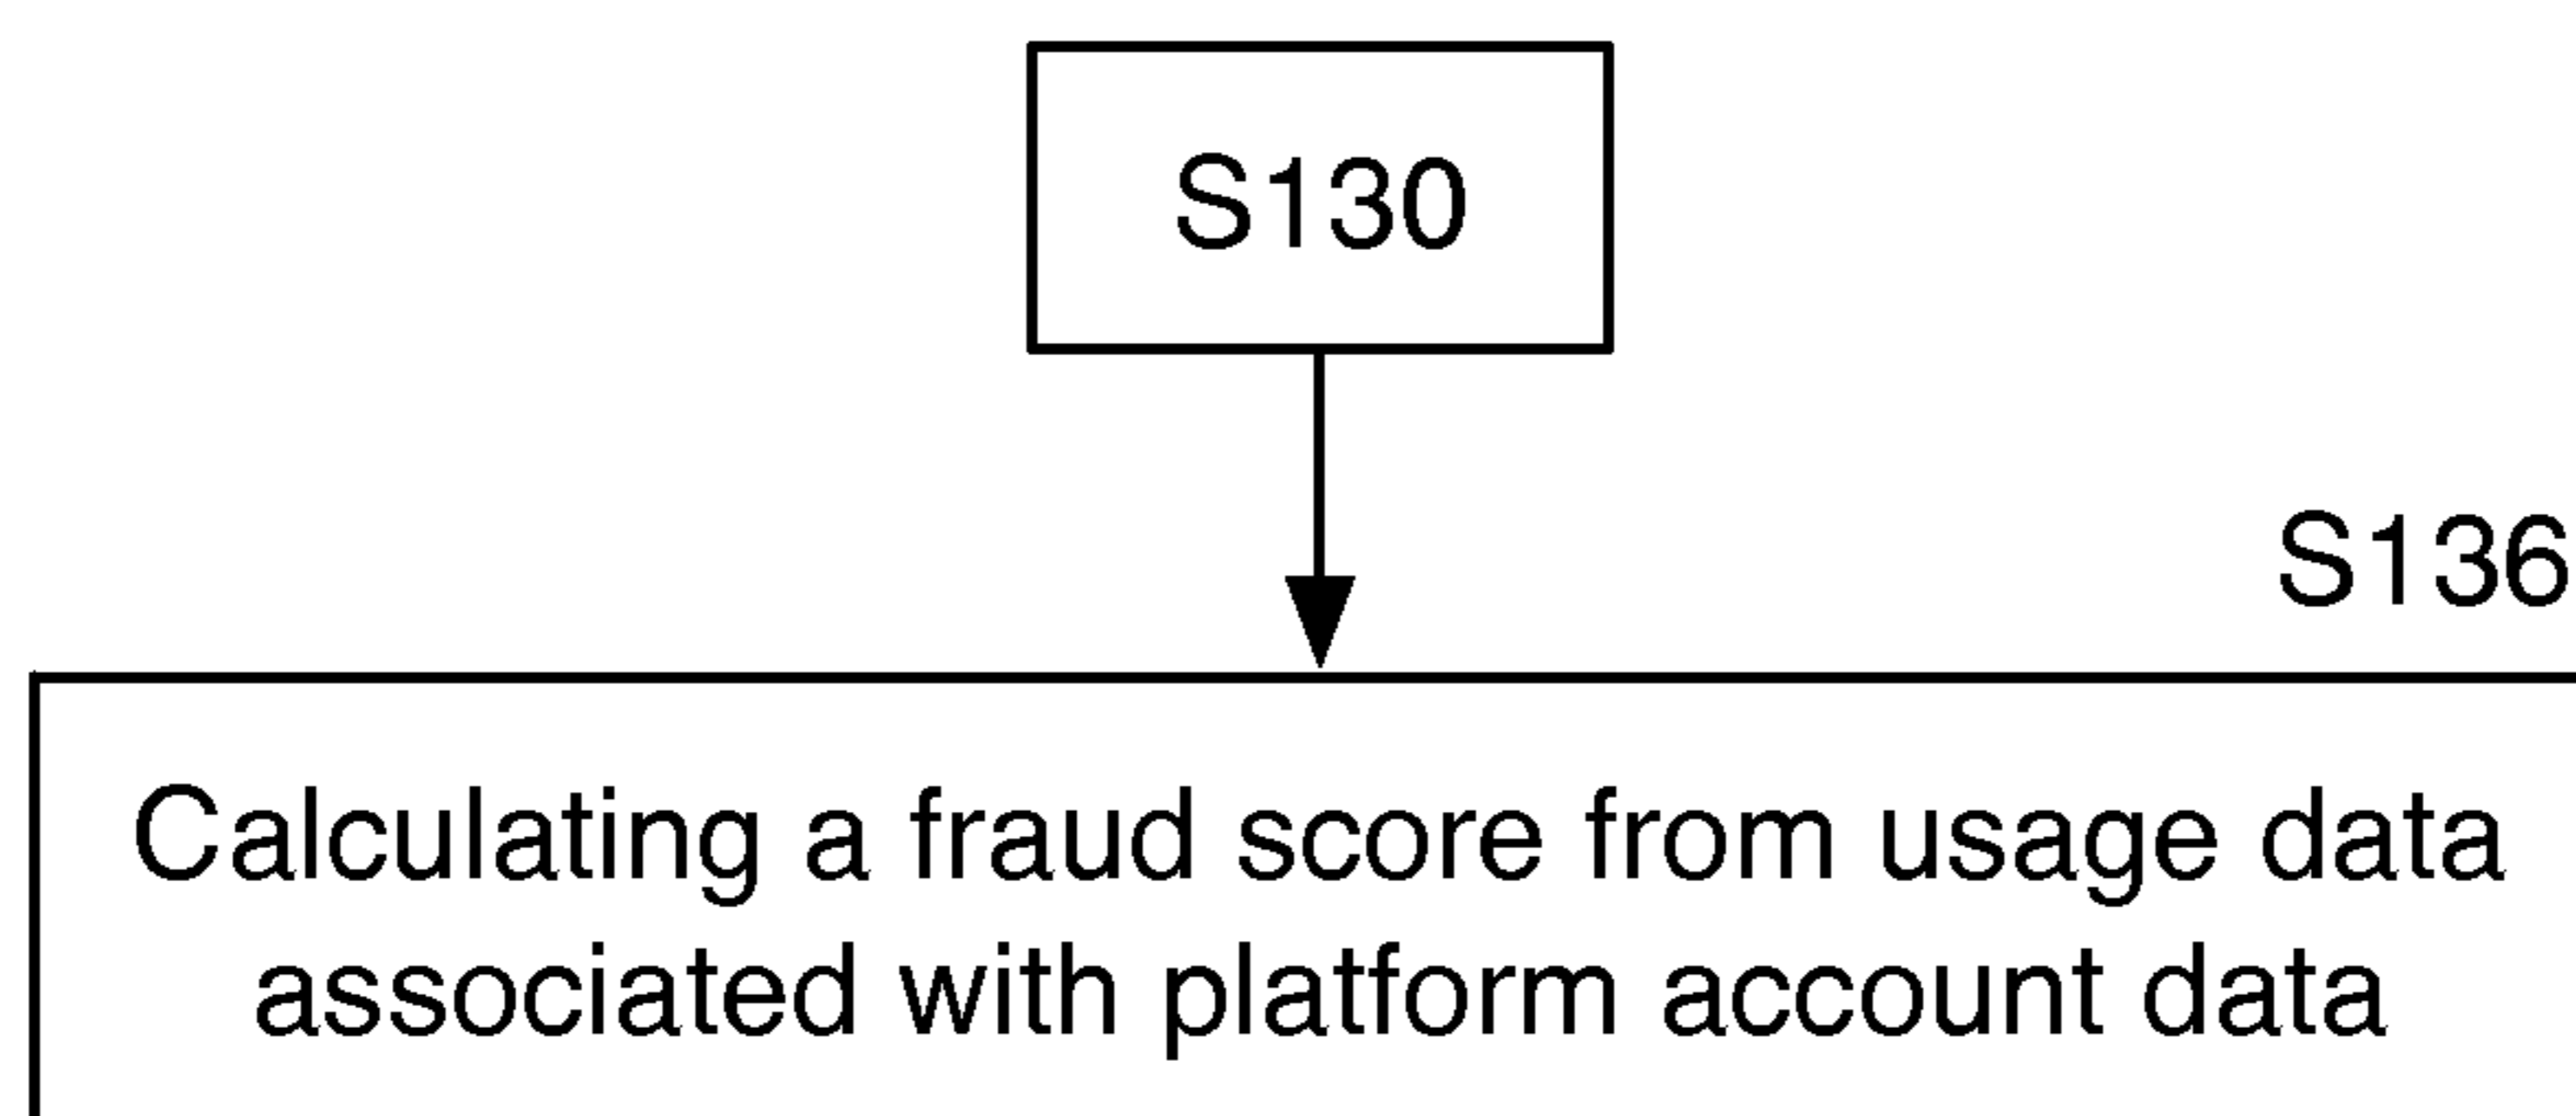 S130
S136
Calculating a fraud score from usage data
associated with platform account data